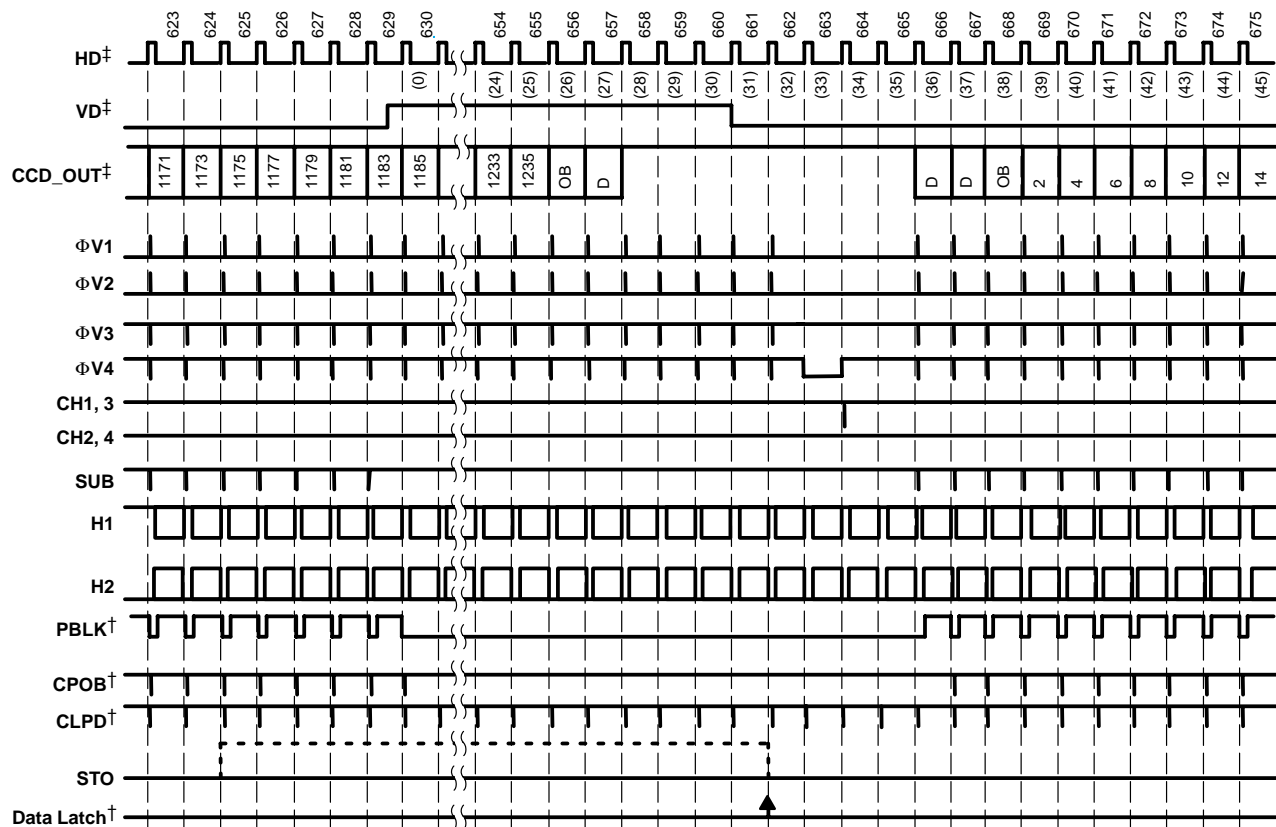 623 624 625 626 627 628 629 630 654 655 656 657 658 659 660 661 662 663 664 665 666 667 668 669 670 671 672 673 674 675
HD‡
(0) (24) (25) (26) (27) (28) (29) (30) (31) (32) (33) (34) (35) (36) (37) (38) (39) (40) (41) (42) (43) (44) (45)
VD‡
CCD_OUT‡ 1171 1173 1175 1177 1179 1181 1183 1185 1233 1235 OB D D D OB 2 4 6 8 10 12 14
ΦV1
ΦV2
ΦV3
ΦV4
CH1, 3
CH2, 4
SUB
H1
H2
PBLK†
CPOB†
CLPD†
STO
Data Latch†